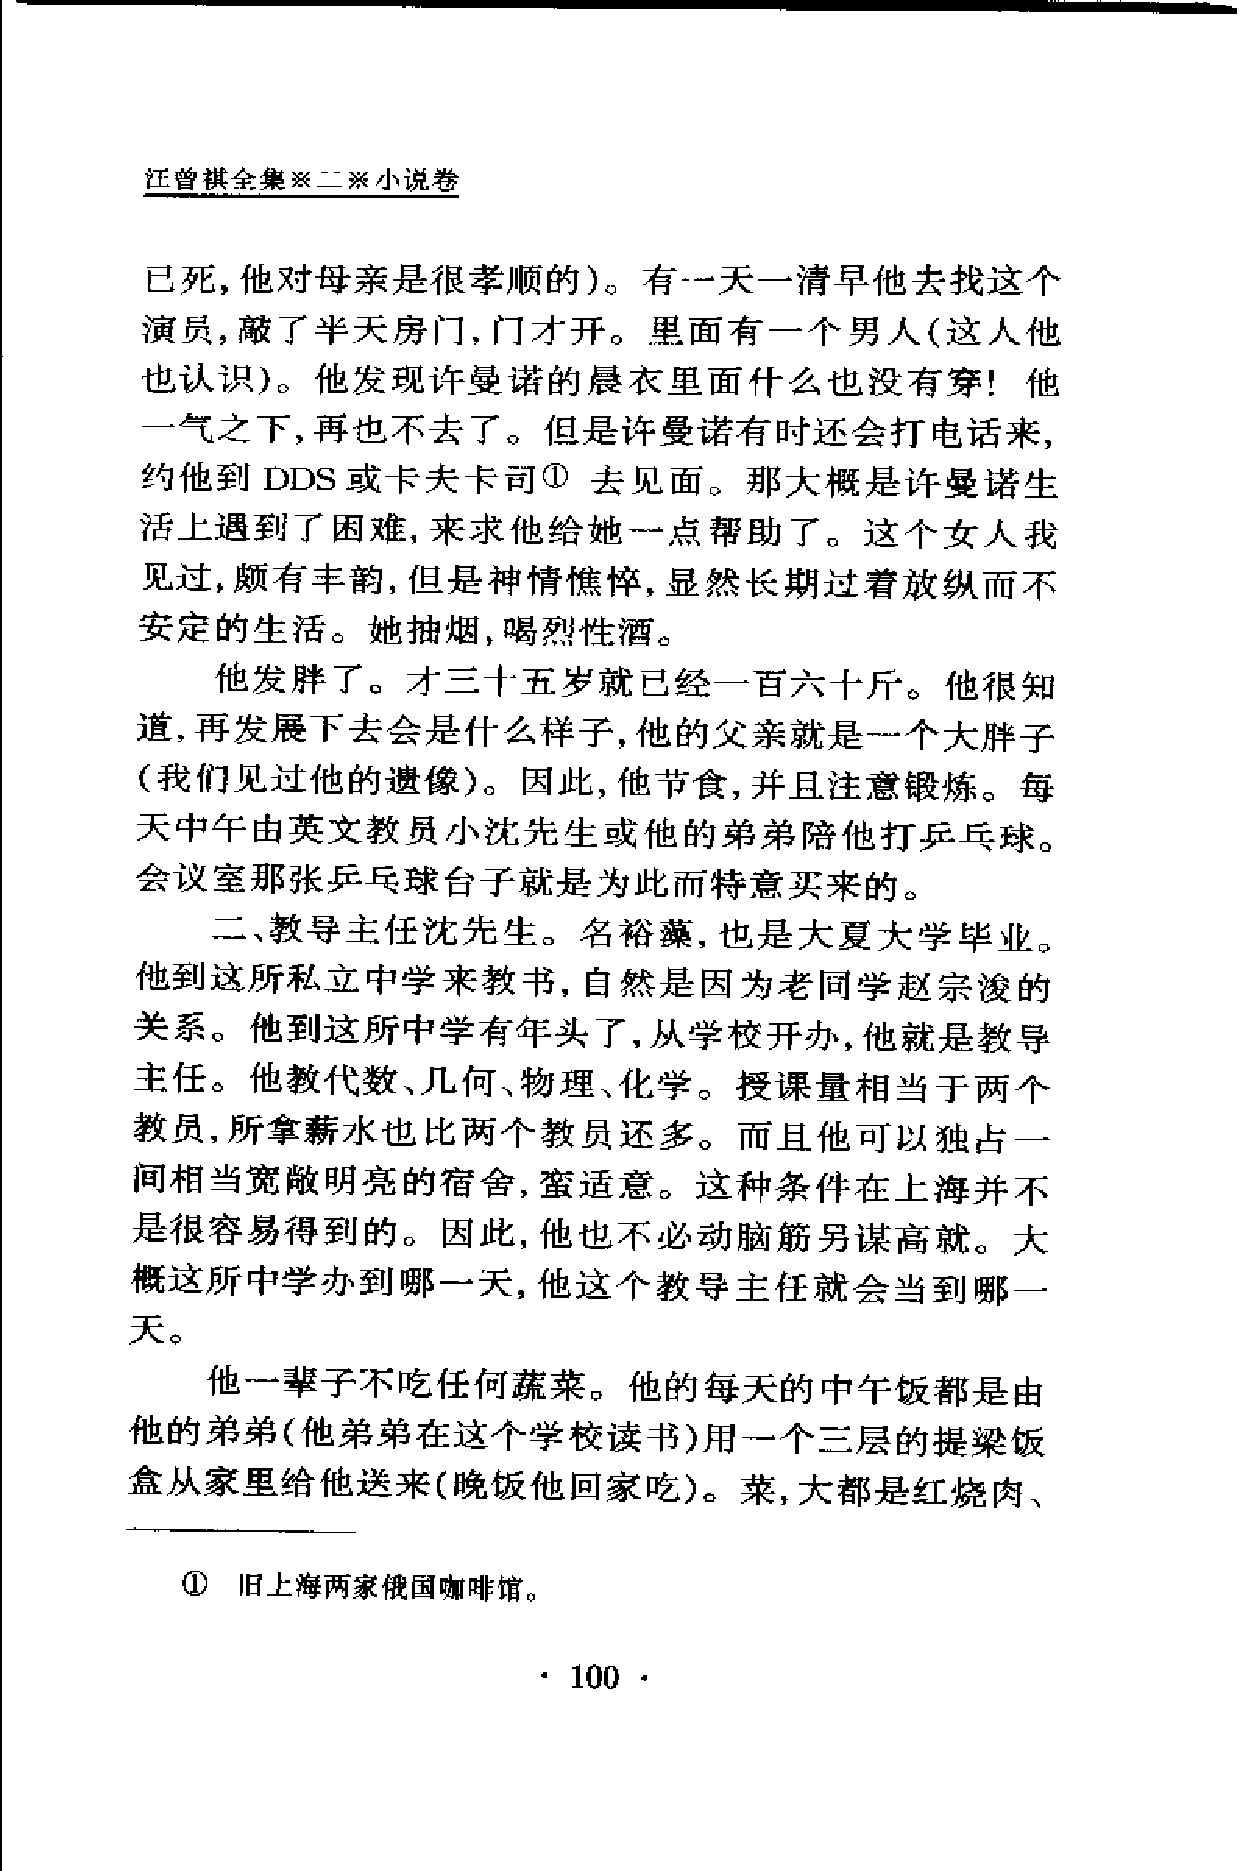 汪曾祺全集※二※小说卷
已死,他对母亲是很孝顺的)。有一天一清早他去找这个
演员,敲了半天房门,门才开。里面有一个男人(这人他
也认识)。他发现许曼诺的晨衣里面什么也没有穿!他
一气之下,再也不去了。但是许曼诺有时还会打电话来,
约他到 DDS 或卡夫卡司① 去见面。那大概是许曼诺生
活上遇到了困难,来求他给她一点帮助了。这个女人我
见过,颇有丰韵,但是神情憔悴,显然长期过着放纵而不
安定的生活。她抽烟,喝烈性酒。
他发胖了。才三十五岁就已经一百六十斤。他很知
道,再发展下去会是什么样子,他的父亲就是一个大胖子
(我们见过他的遗像)。因此,他节食,并且注意锻炼。每
天中午由英文教员小沈先生或他的弟弟陪他打乒乓球。
会议室那张乒乓球台子就是为此而特意买来的。
二、教导主任沈先生。名裕藻,也是大夏大学毕业。
他到这所私立中学来教书,自然是因为老同学赵宗浚的
关系。他到这所中学有年头了,从学校开办,他就是教导
主任。他教代数、几何、物理、化学。授课量相当于两个
教员,所拿薪水也比两个教员还多。而且他可以独占一
间相当宽敞明亮的宿舍,蛮适意。这种条件在上海并不
是很容易得到的。因此,他也不必动脑筋另谋高就。大
概这所中学办到哪一天,他这个教导主任就会当到哪一
天。
他一辈子不吃任何蔬菜。他的每天的中午饭都是由
他的弟弟(他弟弟在这个学校读书)用一个三层的提梁饭
盒从家里给他送来(晚饭他回家吃)。菜,大都是红烧肉、
① 旧上海两家俄国咖啡馆。
· 100 ·